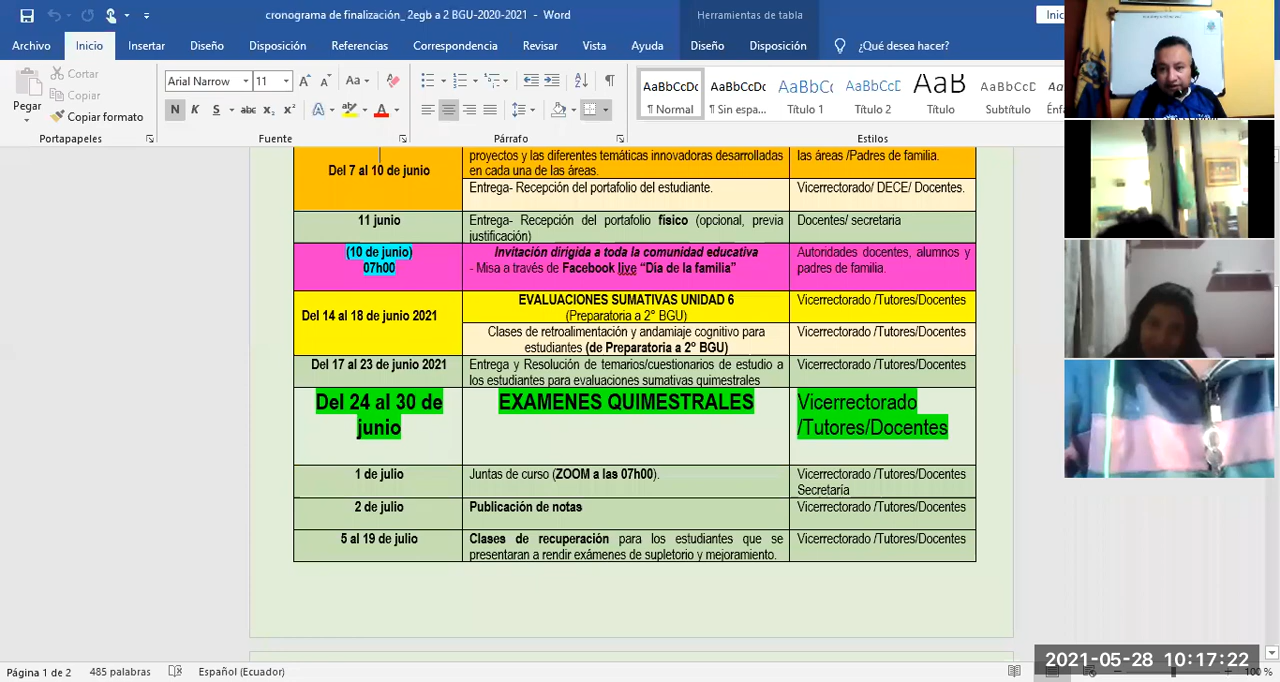 cronograma de finalización_ 2egb a 2 BGU-2020-2021 - Word
Herramientas de tabla
Inic
Archivo Inicio Insertar Diseño Disposición Referencias Correspondencia Revisar Vista Ayuda Diseño Disposición ¿Qué desea hacer?
Pegar
Cortar
Copiar
Copiar formato
Arial Narrow 11
N K S abc x₂ x²
AaBbCcDc AaBbCcDc AaBbCc AaBbCcD AaB AaBbCcD
¶ Normal ¶ Sin espa... Título 1 Título 2 Título Subtítulo Énfa
Portapapeles Fuente Párrafo Estilos
Del 7 al 10 de junio
proyectos y las diferentes temáticas innovadoras desarrolladas
en cada una de las áreas.
las áreas /Padres de familia.
Entrega- Recepción del portafolio del estudiante.
Vicerrectorado/ DECE/ Docentes.
11 junio
Entrega- Recepción del portafolio físico (opcional, previa
justificación)
Docentes/ secretaria
(10 de junio)
07h00
Invitación dirigida a toda la comunidad educativa
- Misa a través de Facebook live “Día de la familia”
Autoridades docentes, alumnos y
padres de familia.
Del 14 al 18 de junio 2021
EVALUACIONES SUMATIVAS UNIDAD 6
(Preparatoria a 2° BGU)
Vicerrectorado /Tutores/Docentes
Clases de retroalimentación y andamiaje cognitivo para
estudiantes (de Preparatoria a 2° BGU)
Vicerrectorado /Tutores/Docentes
Del 17 al 23 de junio 2021
Entrega y Resolución de temarios/cuestionarios de estudio a
los estudiantes para evaluaciones sumativas quimestrales
Vicerrectorado /Tutores/Docentes
Del 24 al 30 de
junio
EXAMENES QUIMESTRALES
Vicerrectorado
/Tutores/Docentes
1 de julio
Juntas de curso (ZOOM a las 07h00).
Vicerrectorado /Tutores/Docentes
Secretaría
2 de julio
Publicación de notas
Vicerrectorado /Tutores/Docentes
5 al 19 de julio
Clases de recuperación para los estudiantes que se
presentaran a rendir exámenes de supletorio y mejoramiento.
Vicerrectorado /Tutores/Docentes
Página 1 de 2 485 palabras Español (Ecuador)
2021-05-28 10:17:22
100 %